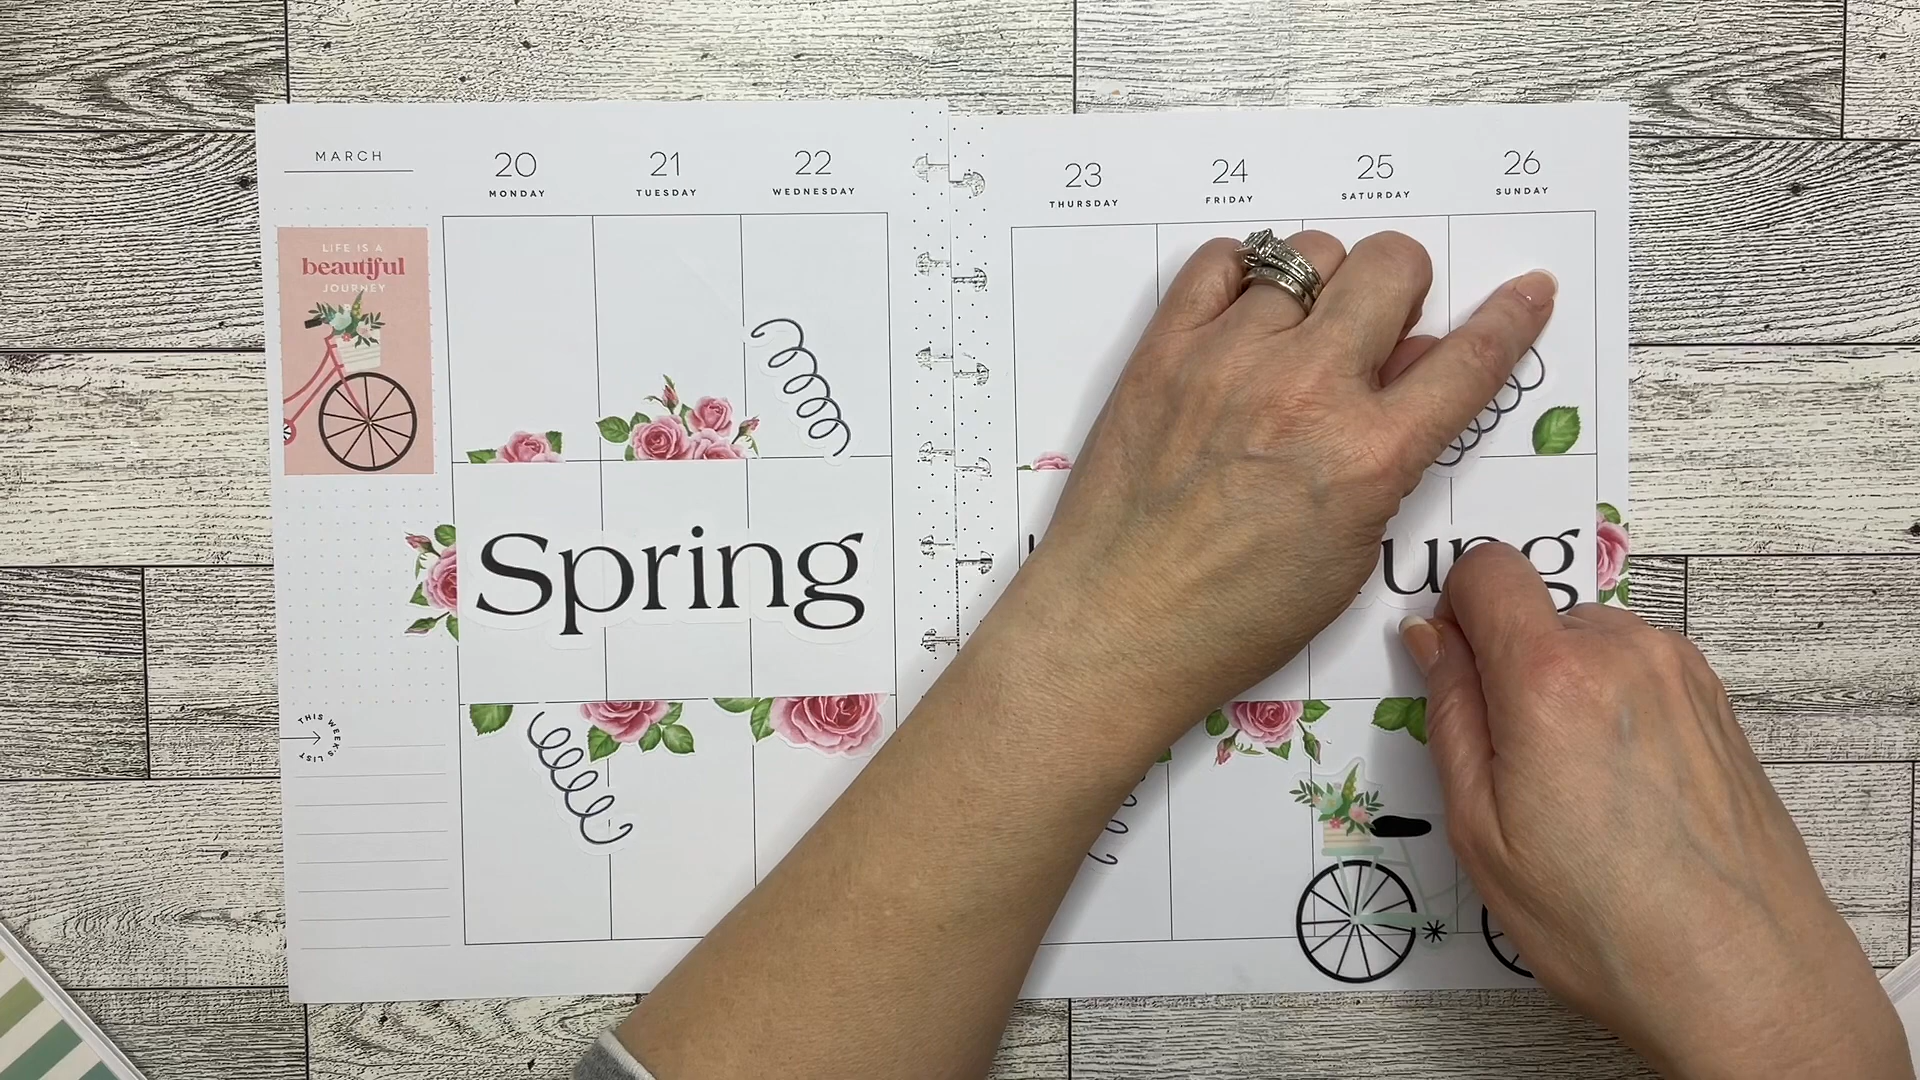 MARCH
20
MONDAY
21
TUESDAY
22
WEDNESDAY
23
THURSDAY
24
FRIDAY
25
SATURDAY
26
SUNDAY
LIFE IS A
beautiful
JOURNEY
Spring
THIS WEEK'S LIST